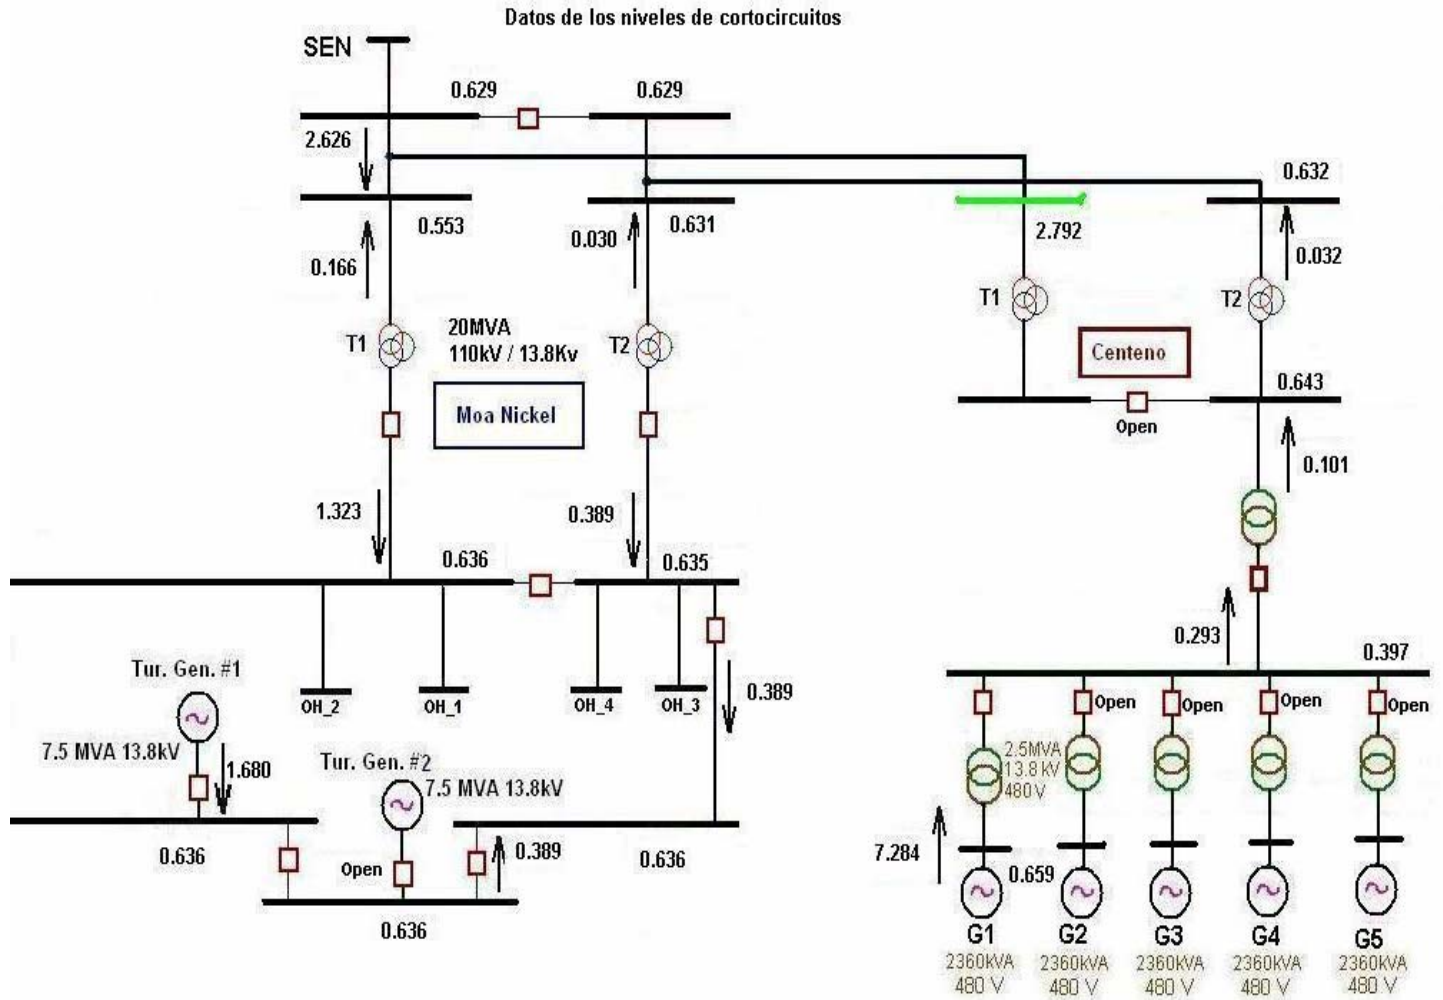 Datos de los niveles de cortocircuitos
SEN
0.629
0.629
2.626
0.553
0.166
0.030
0.631
2.792
0.632
0.032
T1
20MVA
110kV / 13.8Kv
T2
T1
T2
Moa Nickel
Centeno
0.643
Open
0.101
1.323
0.389
0.636
0.635
0.293
0.397
Tur. Gen. #1
7.5 MVA 13.8kV
1.680
OH_2
OH_1
OH_4
OH_3
0.389
Tur. Gen. #2
7.5 MVA 13.8kV
Open
Open
Open
Open
2.5MVA
13.8 kV
480 V
0.636
Open
0.389
0.636
0.636
7.284
0.659
G1
2360kVA
480 V
G2
2360kVA
480 V
G3
2360kVA
480 V
G4
2360kVA
480 V
G5
2360kVA
480 V